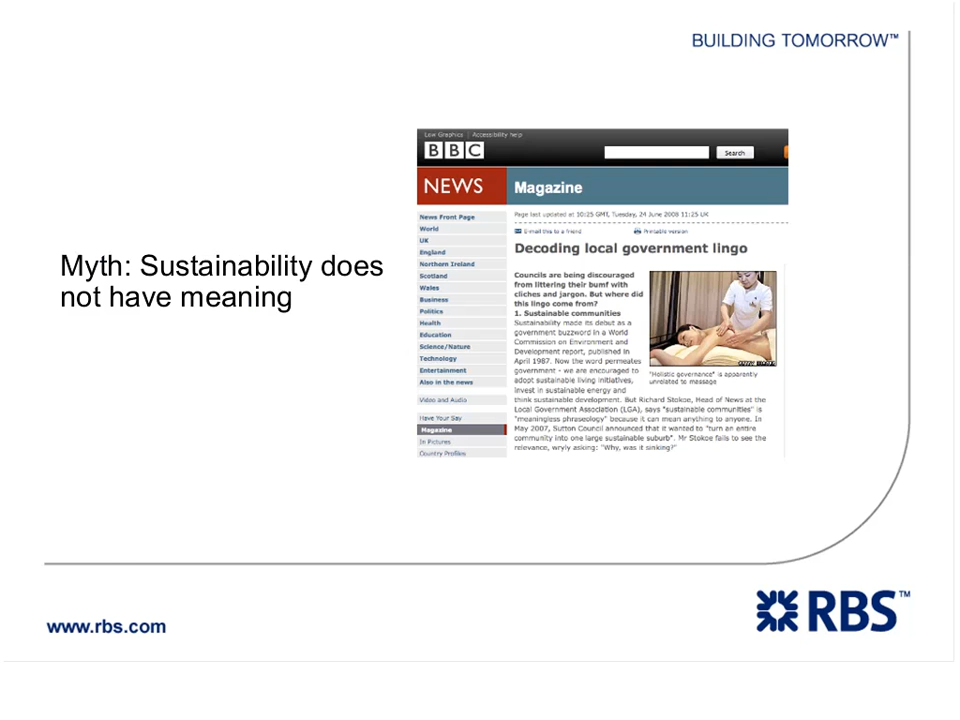 BUILDING TOMORROW™
Myth: Sustainability does
not have meaning
Low Graphics | Accessibility help
BBC
Search
NEWS
Magazine
Page last updated at 10:25 GMT, Tuesday, 24 June 2008 11:25 UK
E-mail this to a friend
Printable version
News Front Page
World
UK
England
Northern Ireland
Scotland
Wales
Business
Politics
Health
Education
Science/Nature
Technology
Entertainment
Also in the news
Video and Audio
Have Your Say
Magazine
In Pictures
Country Profiles
Decoding local government lingo
Councils are being discouraged
from littering their bumf with
cliches and jargon. But where did
this lingo come from?
1. Sustainable communities
Sustainability made its debut as a
government buzzword in a World
Commission on Environment and
Development report, published in
April 1987. Now the word permeates
government - we are encouraged to
adopt sustainable living initiatives,
invest in sustainable energy and
think sustainable development. But Richard Stokoe, Head of News at the
Local Government Association (LGA), says "sustainable communities" is
"meaningless phraseology" because it can mean anything to anyone. In
May 2007, Sutton Council announced that it wanted to "turn an entire
community into one large sustainable suburb". Mr Stokoe fails to see the
relevance, wryly asking: "Why, was it sinking?"
"Holistic governance" is apparently
unrelated to massage
www.rbs.com
RBS™